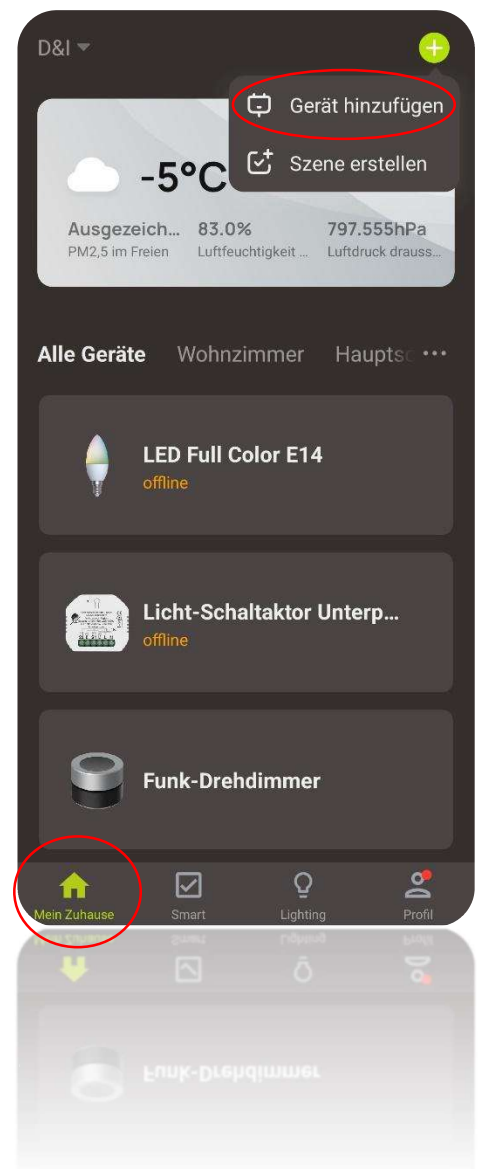 D&I
Gerät hinzufügen
Szene erstellen
-5°C
Ausgezeich... 83.0% 797.555hPa
PM2,5 im Freien Luftfeuchtigkeit ... Luftdruck drauss...
Alle Geräte Wohnzimmer Hauptsc ...
LED Full Color E14
offline
Licht-Schaltaktor Unterp...
offline
Funk-Drehdimmer
Mein Zuhause Smart Lighting Profil